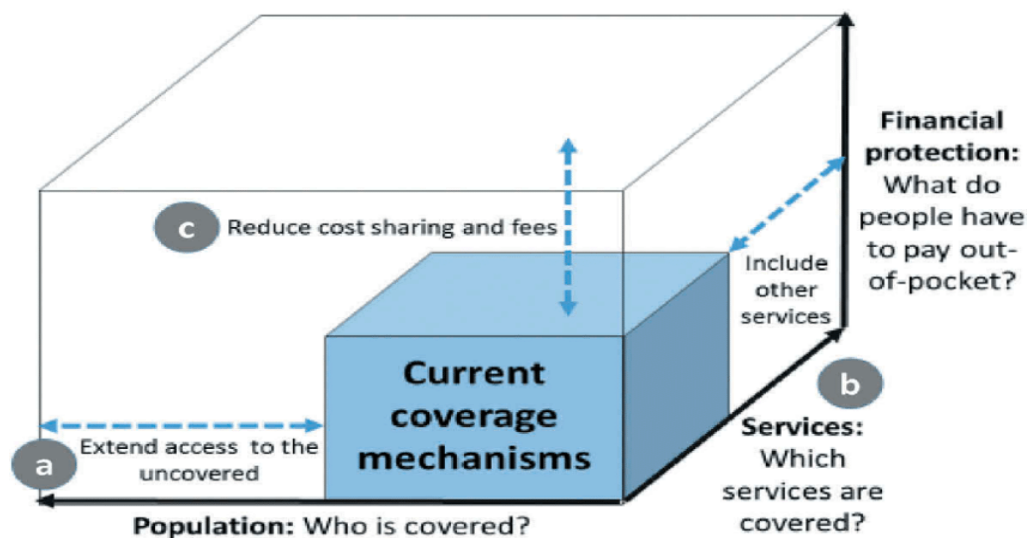 Financial
protection:
What do
people have
to pay out-
of-pocket?
c
Reduce cost sharing and fees
Include
other
services
Current
coverage
mechanisms
b
a
Extend access to the
uncovered
Services:
Which
services are
covered?
Population: Who is covered?